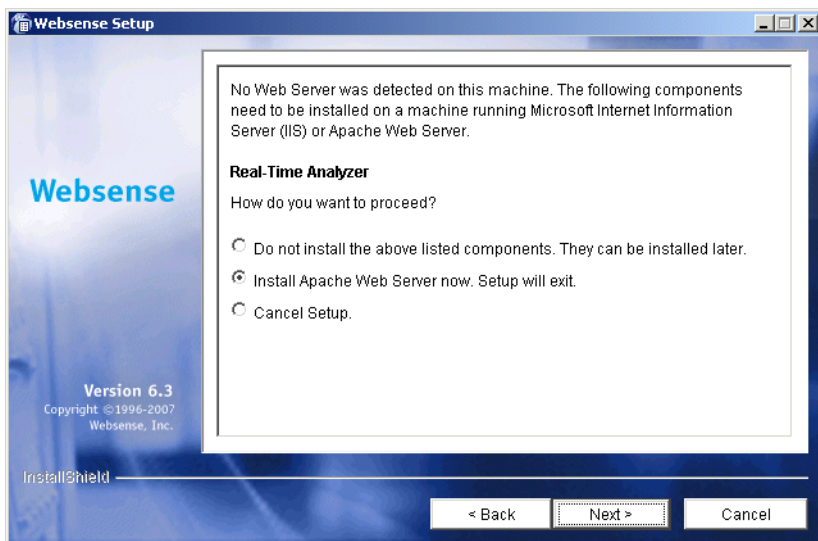 Websense Setup
No Web Server was detected on this machine. The following components
need to be installed on a machine running Microsoft Internet Information
Server (IIS) or Apache Web Server.
Real-Time Analyzer
How do you want to proceed?
Do not install the above listed components. They can be installed later.
Install Apache Web Server now. Setup will exit.
Cancel Setup.
Websense
Version 6.3
Copyright ©1996-2007
Websense, Inc.
InstallShield
< Back
Next >
Cancel